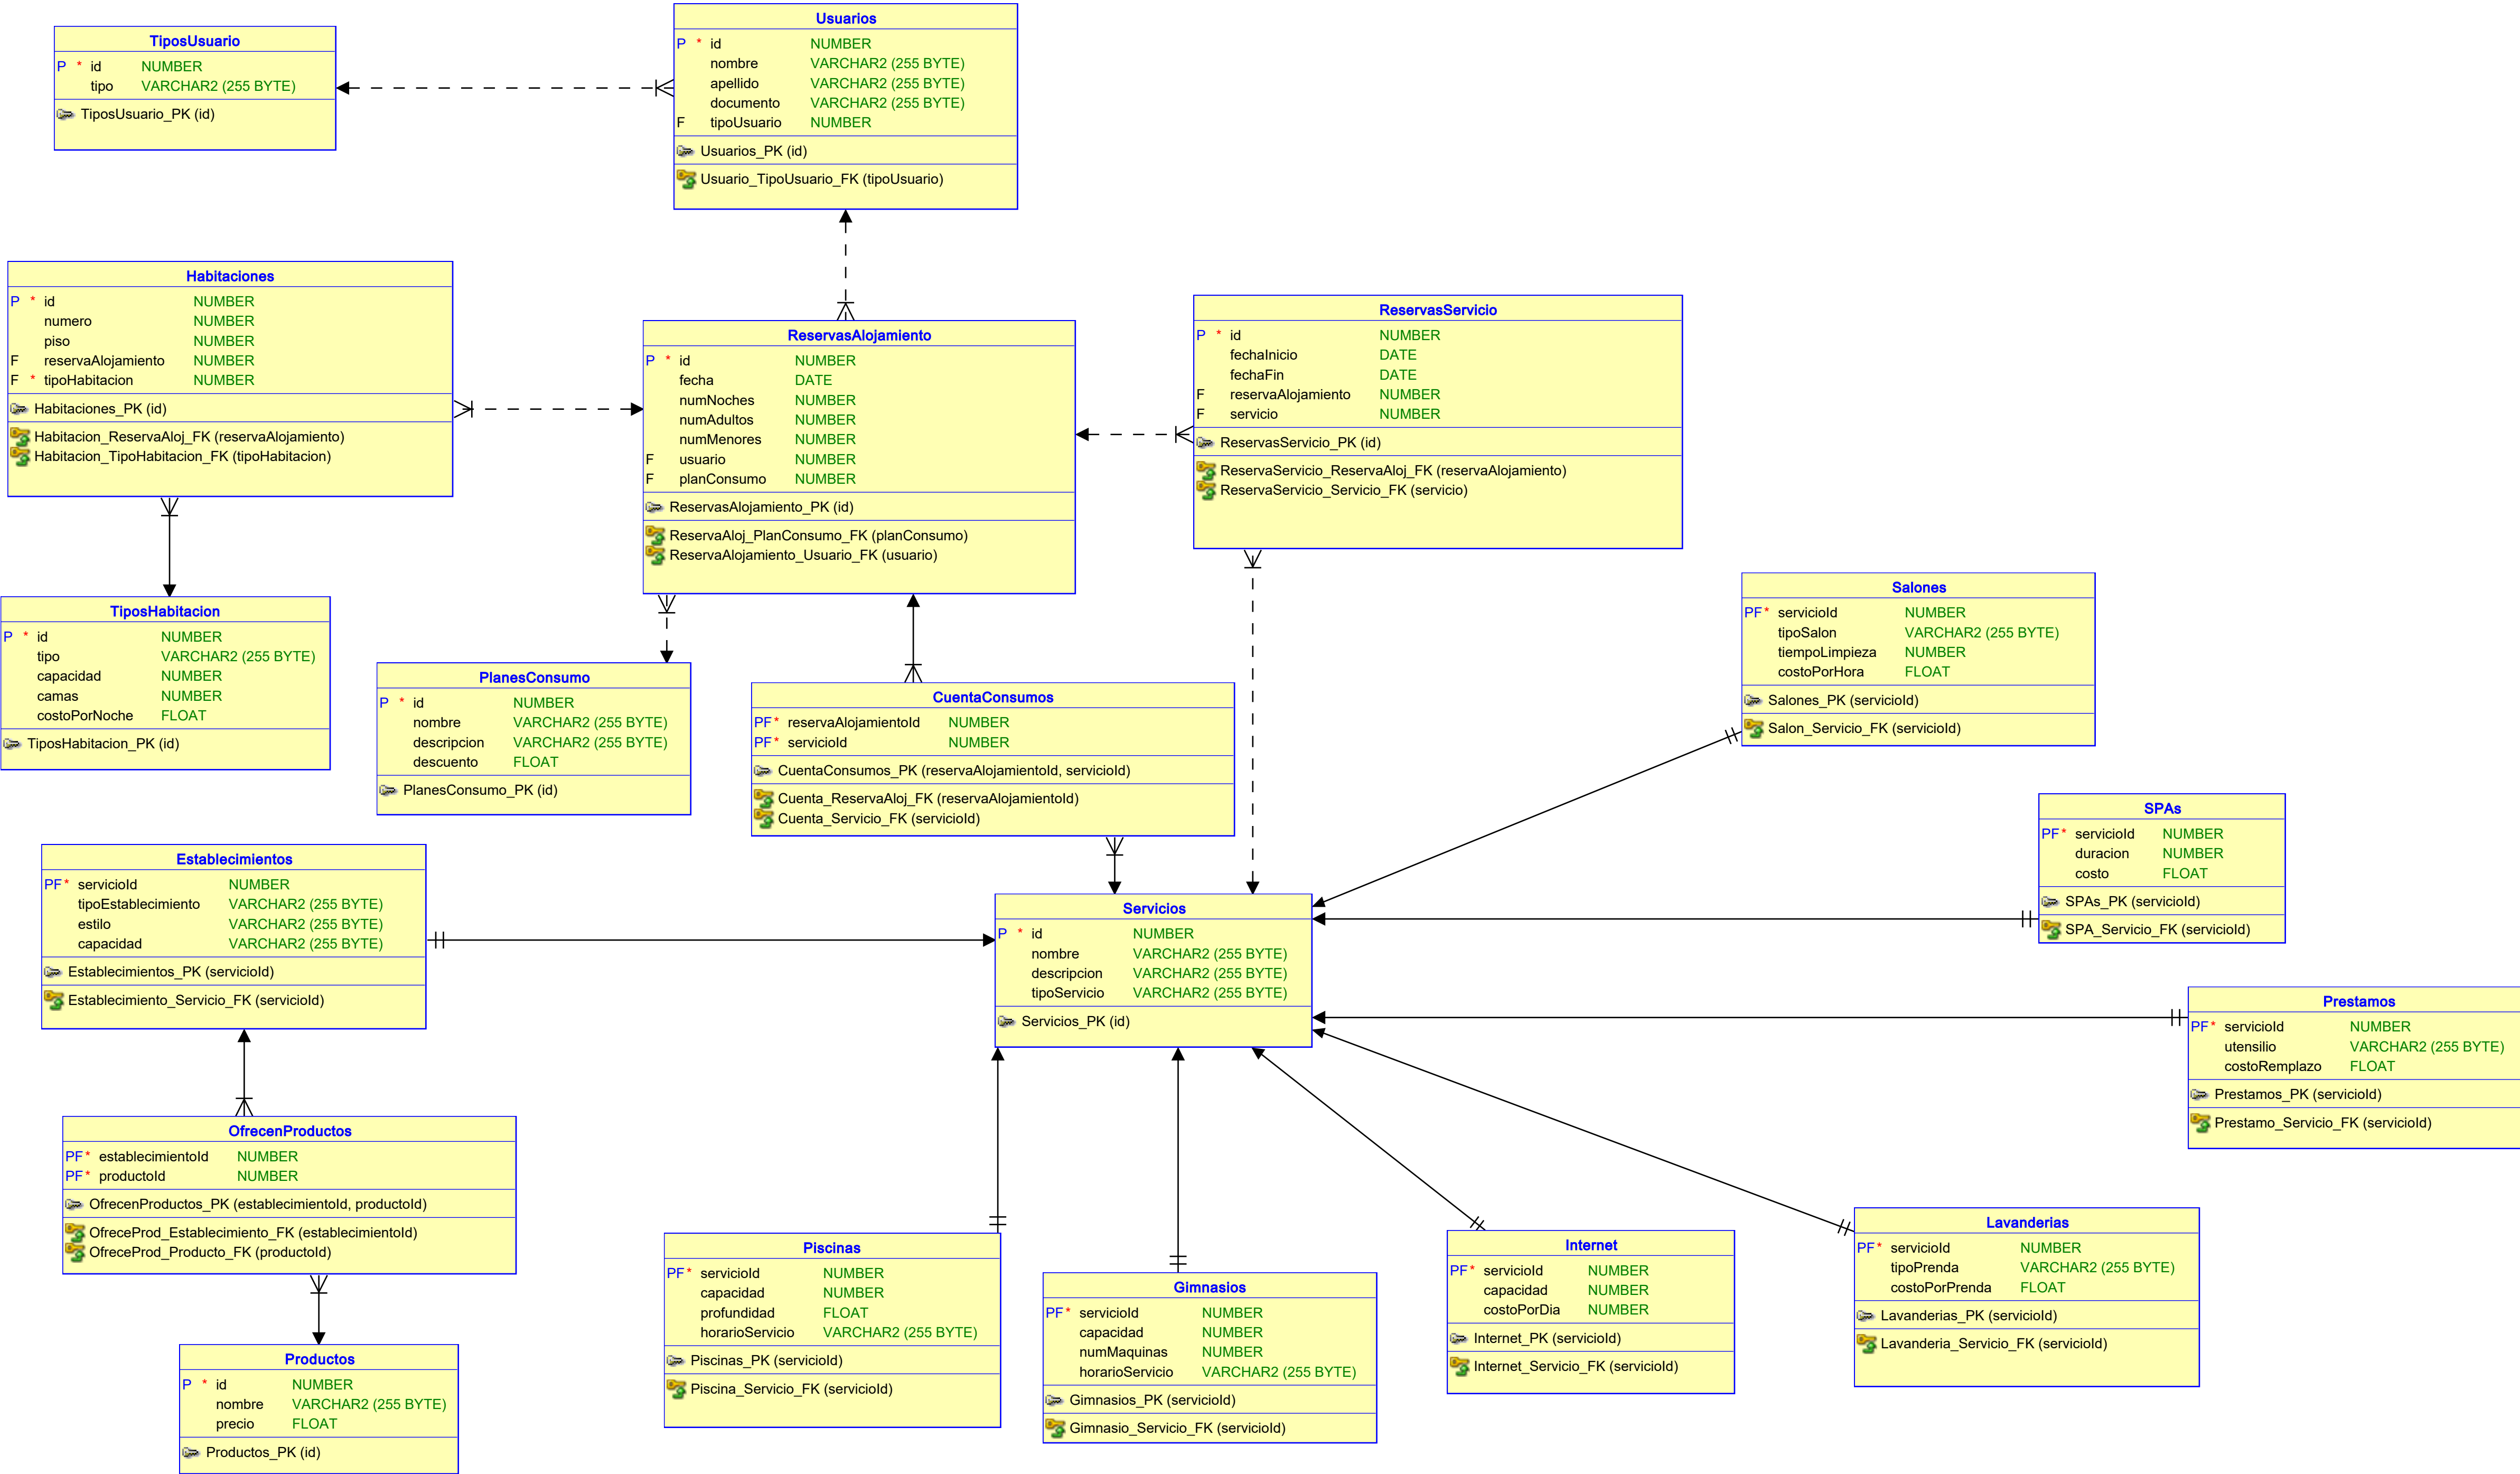 TiposUsuario
P * id NUMBER
tipo VARCHAR2 (255 BYTE)
TiposUsuario_PK (id)
Usuarios
P * id NUMBER
nombre VARCHAR2 (255 BYTE)
apellido VARCHAR2 (255 BYTE)
documento VARCHAR2 (255 BYTE)
F tipoUsuario NUMBER
Usuarios_PK (id)
Usuario_TipoUsuario_FK (tipoUsuario)
Habitaciones
P * id NUMBER
numero NUMBER
piso NUMBER
F reservaAlojamiento NUMBER
F * tipoHabitacion NUMBER
Habitaciones_PK (id)
Habitacion_ReservaAloj_FK (reservaAlojamiento)
Habitacion_TipoHabitacion_FK (tipoHabitacion)
ReservasAlojamiento
P * id NUMBER
fecha DATE
numNoches NUMBER
numAdultos NUMBER
numMenores NUMBER
F usuario NUMBER
F planConsumo NUMBER
ReservasAlojamiento_PK (id)
ReservaAloj_PlanConsumo_FK (planConsumo)
ReservaAlojamiento_Usuario_FK (usuario)
ReservasServicio
P * id NUMBER
fechaInicio DATE
fechaFin DATE
F reservaAlojamiento NUMBER
F servicio NUMBER
ReservasServicio_PK (id)
ReservaServicio_ReservaAloj_FK (reservaAlojamiento)
ReservaServicio_Servicio_FK (servicio)
TiposHabitacion
P * id NUMBER
tipo VARCHAR2 (255 BYTE)
capacidad NUMBER
camas NUMBER
costoPorNoche FLOAT
TiposHabitacion_PK (id)
PlanesConsumo
P * id NUMBER
nombre VARCHAR2 (255 BYTE)
descripcion VARCHAR2 (255 BYTE)
descuento FLOAT
PlanesConsumo_PK (id)
CuentaConsumos
PF* reservaAlojamientoId NUMBER
PF* servicioId NUMBER
CuentaConsumos_PK (reservaAlojamientoId, servicioId)
Cuenta_ReservaAloj_FK (reservaAlojamientoId)
Cuenta_Servicio_FK (servicioId)
Salones
PF* servicioId NUMBER
tipoSalon VARCHAR2 (255 BYTE)
tiempoLimpieza NUMBER
costoPorHora FLOAT
Salones_PK (servicioId)
Salon_Servicio_FK (servicioId)
SPAs
PF* servicioId NUMBER
duracion NUMBER
costo FLOAT
SPAs_PK (servicioId)
SPA_Servicio_FK (servicioId)
Establecimientos
PF* servicioId NUMBER
tipoEstablecimiento VARCHAR2 (255 BYTE)
estilo VARCHAR2 (255 BYTE)
capacidad VARCHAR2 (255 BYTE)
Establecimientos_PK (servicioId)
Establecimiento_Servicio_FK (servicioId)
Servicios
P * id NUMBER
nombre VARCHAR2 (255 BYTE)
descripcion VARCHAR2 (255 BYTE)
tipoServicio VARCHAR2 (255 BYTE)
Servicios_PK (id)
Prestamos
PF* servicioId NUMBER
utensilio VARCHAR2 (255 BYTE)
costoRemplazo FLOAT
Prestamos_PK (servicioId)
Prestamo_Servicio_FK (servicioId)
OfrecenProductos
PF* establecimientoId NUMBER
PF* productoId NUMBER
OfrecenProductos_PK (establecimientoId, productoId)
OfreceProd_Establecimiento_FK (establecimientoId)
OfreceProd_Producto_FK (productoId)
Piscinas
PF* servicioId NUMBER
capacidad NUMBER
profundidad FLOAT
horarioServicio VARCHAR2 (255 BYTE)
Piscinas_PK (servicioId)
Piscina_Servicio_FK (servicioId)
Gimnasios
PF* servicioId NUMBER
capacidad NUMBER
numMaquinas NUMBER
horarioServicio VARCHAR2 (255 BYTE)
Gimnasios_PK (servicioId)
Gimnasio_Servicio_FK (servicioId)
Internet
PF* servicioId NUMBER
capacidad NUMBER
costoPorDia NUMBER
Internet_PK (servicioId)
Internet_Servicio_FK (servicioId)
Lavanderias
PF* servicioId NUMBER
tipoPrenda VARCHAR2 (255 BYTE)
costoPorPrenda FLOAT
Lavanderias_PK (servicioId)
Lavanderia_Servicio_FK (servicioId)
Productos
P * id NUMBER
nombre VARCHAR2 (255 BYTE)
precio FLOAT
Productos_PK (id)